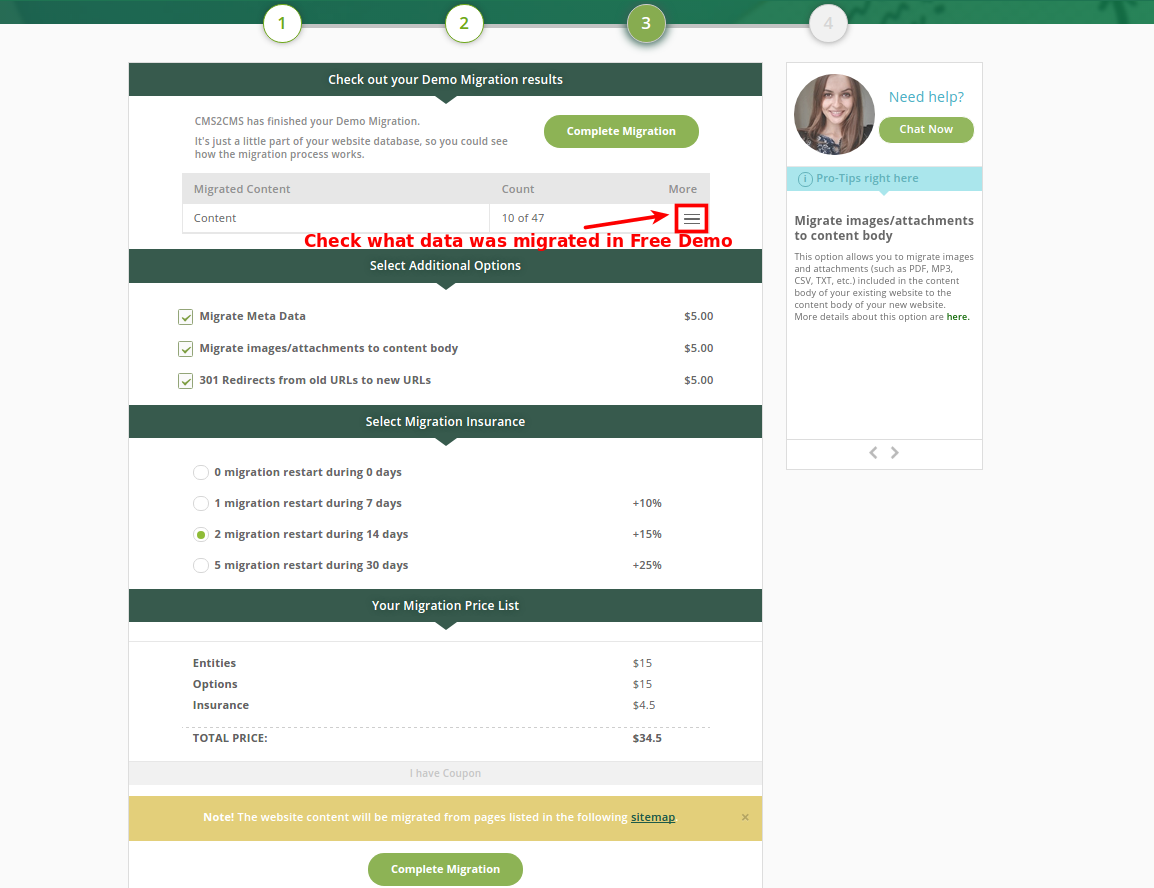 1 2 3 4
Check out your Demo Migration results
CMS2CMS has finished your Demo Migration.
It's just a little part of your website database, so you could see
how the migration process works.
Complete Migration
Migrated Content Count More
Content 10 of 47
Check what data was migrated in Free Demo
Select Additional Options
Migrate Meta Data $5.00
Migrate images/attachments to content body $5.00
301 Redirects from old URLs to new URLs $5.00
Select Migration Insurance
0 migration restart during 0 days
1 migration restart during 7 days +10%
2 migration restart during 14 days +15%
5 migration restart during 30 days +25%
Your Migration Price List
Entities $15
Options $15
Insurance $4.5
TOTAL PRICE: $34.5
I have Coupon
Note! The website content will be migrated from pages listed in the following sitemap.
×
Complete Migration
Need help?
Chat Now
Pro-Tips right here
Migrate images/attachments
to content body
This option allows you to migrate images
and attachments (such as PDF, MP3,
CSV, TXT, etc.) included in the content
body of your existing website to the
content body of your new website.
More details about this option are here.